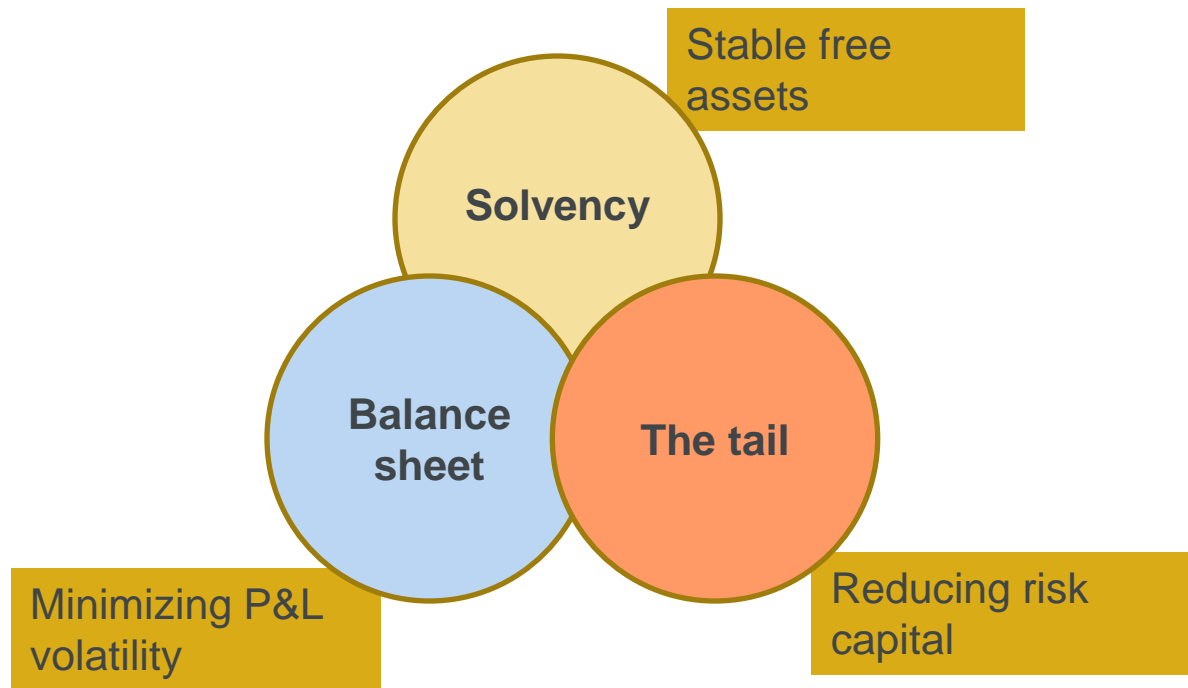 Stable free
assets
Solvency
Balance
sheet
The tail
Minimizing P&L
volatility
Reducing risk
capital